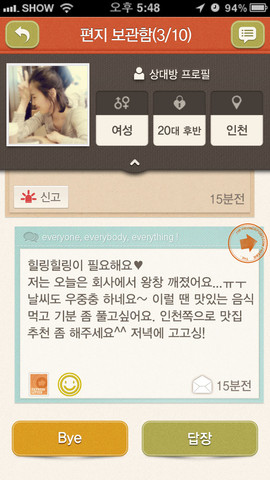 SHOW 오후 5:48 94%
편지 보관함(3/10)
상대방 프로필
여성 20대 후반 인천
신고 15분전
everyone, everybody, everything !
힐링힐링이 필요해요♥
저는 오늘은 회사에서 왕창 깨졌어요...ㅠㅜ
날씨도 우중충 하네요~ 이럴 땐 맛있는 음식
먹고 기분 좀 풀고싶어요. 인천쪽으로 맛집
추천 좀 해주세요^^ 저녁에 고고싱!
15분전
Bye 답장